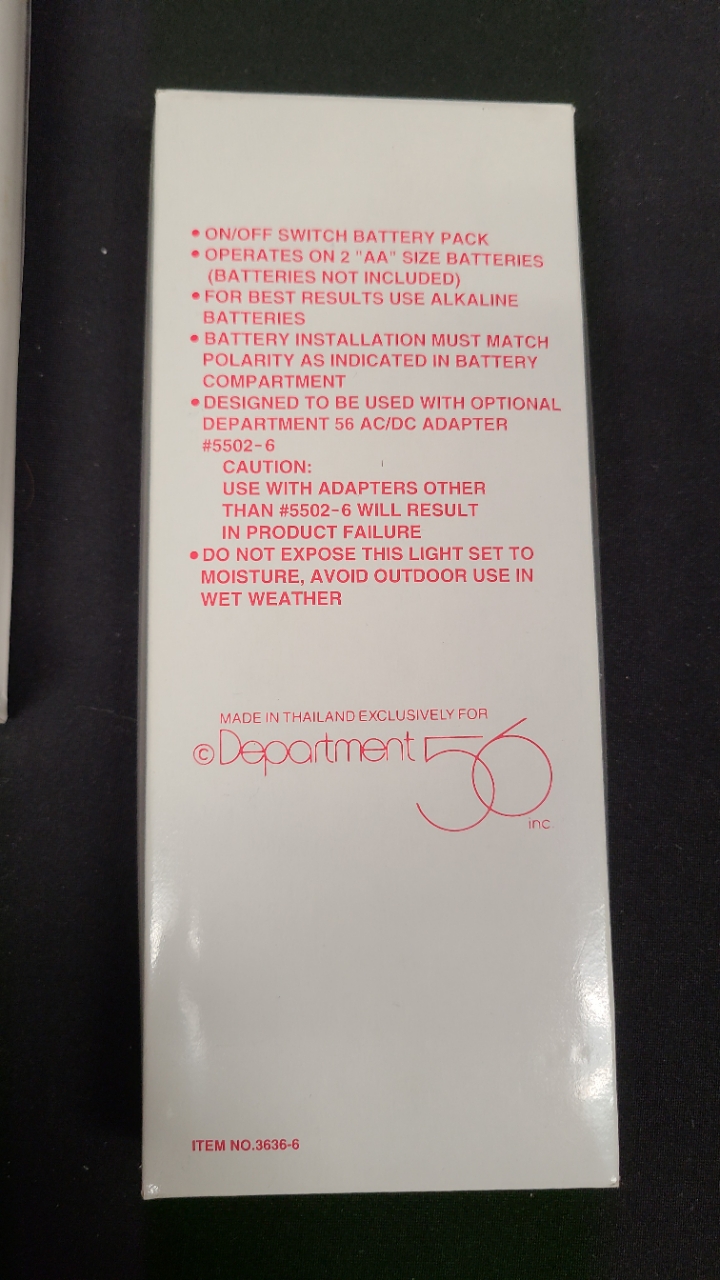 • ON/OFF SWITCH BATTERY PACK
• OPERATES ON 2 "AA" SIZE BATTERIES
(BATTERIES NOT INCLUDED)
• FOR BEST RESULTS USE ALKALINE
BATTERIES
• BATTERY INSTALLATION MUST MATCH
POLARITY AS INDICATED IN BATTERY
COMPARTMENT
• DESIGNED TO BE USED WITH OPTIONAL
DEPARTMENT 56 AC/DC ADAPTER
#5502-6
CAUTION:
USE WITH ADAPTERS OTHER
THAN #5502-6 WILL RESULT
IN PRODUCT FAILURE
• DO NOT EXPOSE THIS LIGHT SET TO
MOISTURE, AVOID OUTDOOR USE IN
WET WEATHER
MADE IN THAILAND EXCLUSIVELY FOR
© Department 56
inc.
ITEM NO.3636-6